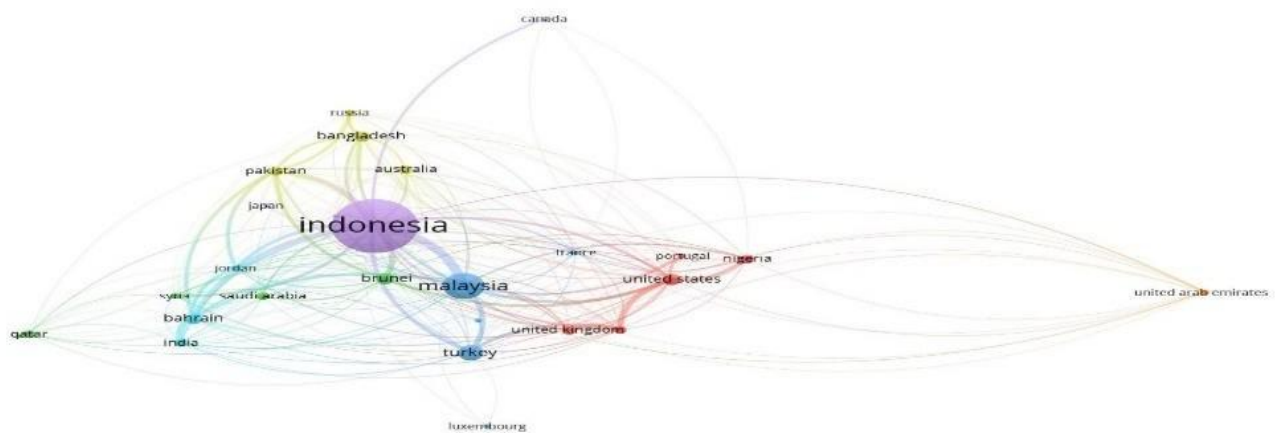 canada
russia
bangladesh
pakistan
australia
japan
indonesia
france
portugal
nigeria
jordan
brunei
united states
malaysia
syria
saudi arabia
united arab emirates
bahrain
united kingdom
qatar
india
turkey
luxembourg